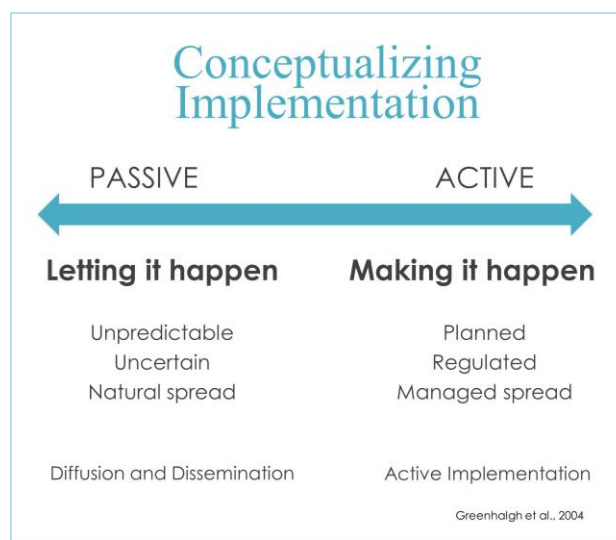 Conceptualizing
Implementation
PASSIVE
ACTIVE
Letting it happen
Making it happen
Unpredictable
Uncertain
Natural spread
Planned
Regulated
Managed spread
Diffusion and Dissemination
Active Implementation
Greenhalgh et al., 2004